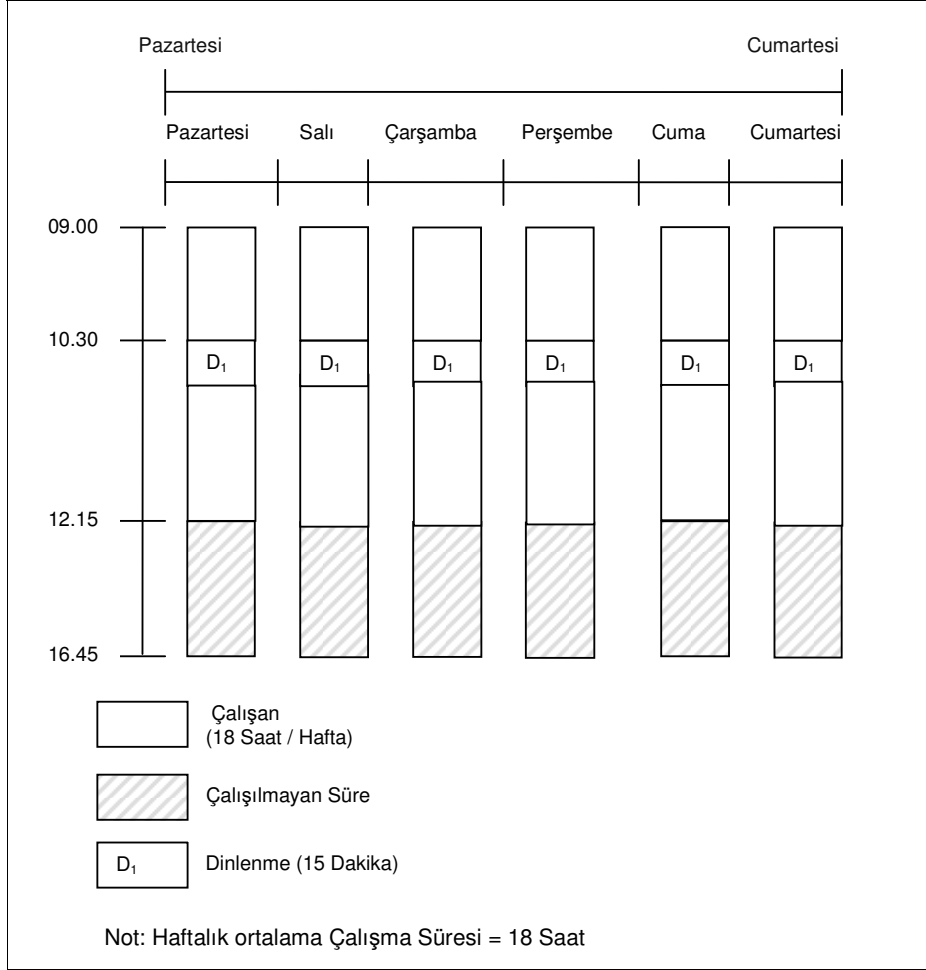 Pazartesi Cumartesi
Pazartesi Salı Çarşamba Perşembe Cuma Cumartesi
09.00
10.30
D₁ D₁ D₁ D₁ D₁ D₁
12.15
16.45
Çalışan
(18 Saat / Hafta)
Çalışılmayan Süre
D₁ Dinlenme (15 Dakika)
Not: Haftalık ortalama Çalışma Süresi = 18 Saat